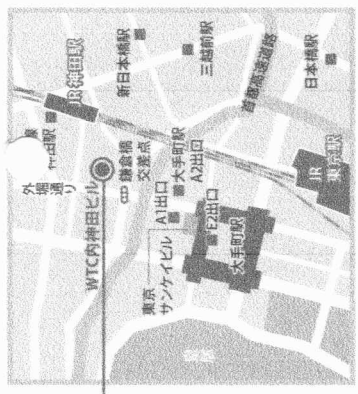 JR神田駅
新日本橋駅
三越前駅
首都高速道路
日本橋駅
田駅
外堀通り
WTC内神田ビル
鎌倉橋
交差点
大手町駅
A2出口
A1出口
E2出口
大手町駅
JR
東京駅
東京
サンケイビル